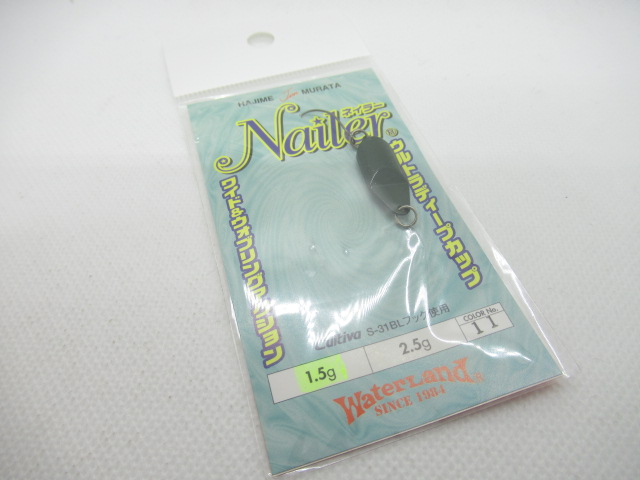 HAJIME MURATA
ネイラー
Nailer®
ウルトラディープカップ
ワイド&ウォブリングアクション
Cultiva S-31BLフック使用
1.5g
2.5g
COLOR No.
11
WaterLand®
SINCE 1984